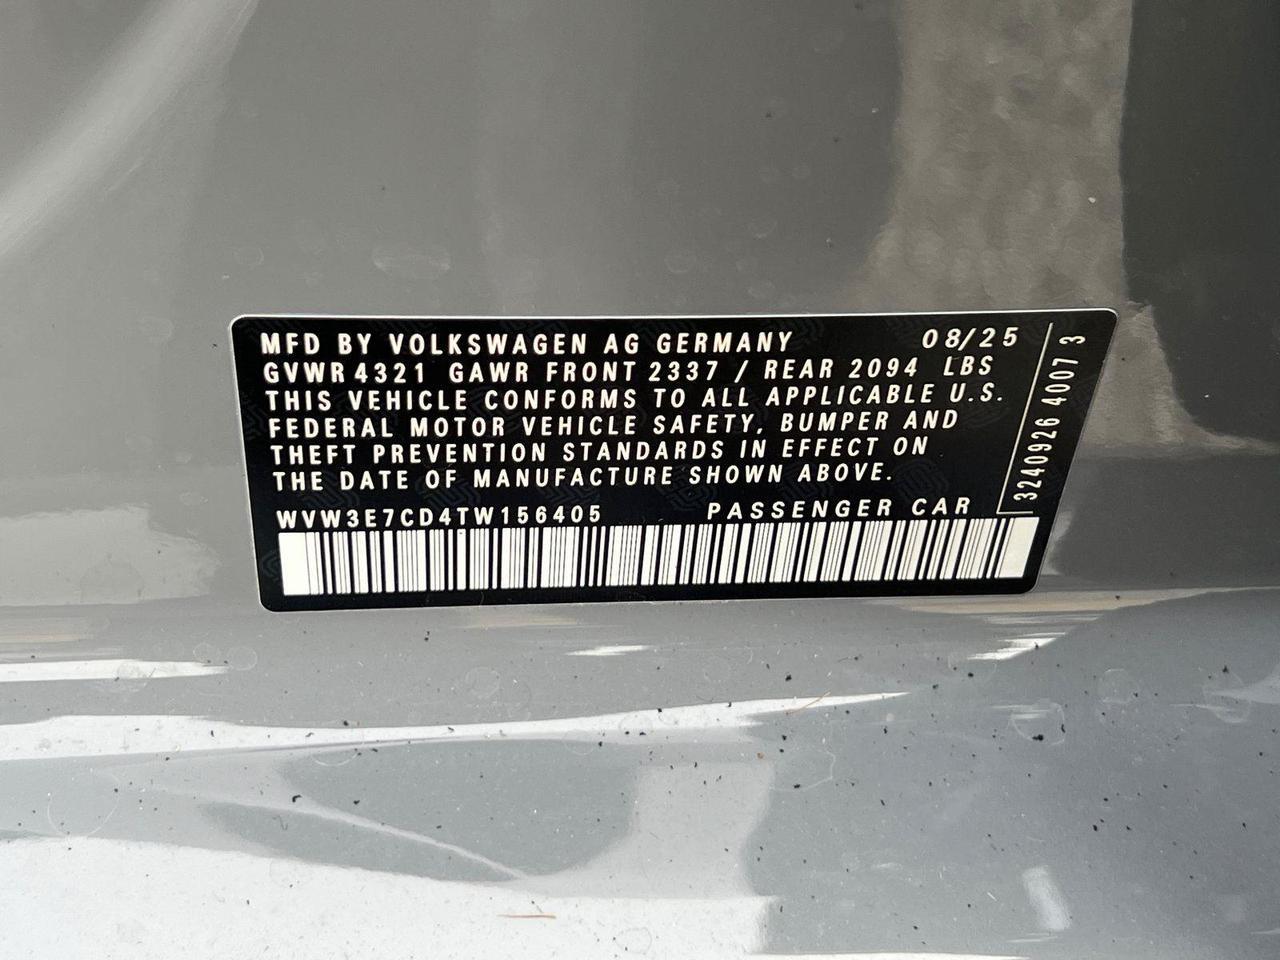 MFD BY VOLKSWAGEN AG GERMANY 08/25
GVWR 4321 GAWR FRONT 2337 / REAR 2094 LBS
THIS VEHICLE CONFORMS TO ALL APPLICABLE U.S.
FEDERAL MOTOR VEHICLE SAFETY, BUMPER AND
THEFT PREVENTION STANDARDS IN EFFECT ON
THE DATE OF MANUFACTURE SHOWN ABOVE.
WVW3E7CD4TW156405 PASSENGER CAR
3240926 4007 3